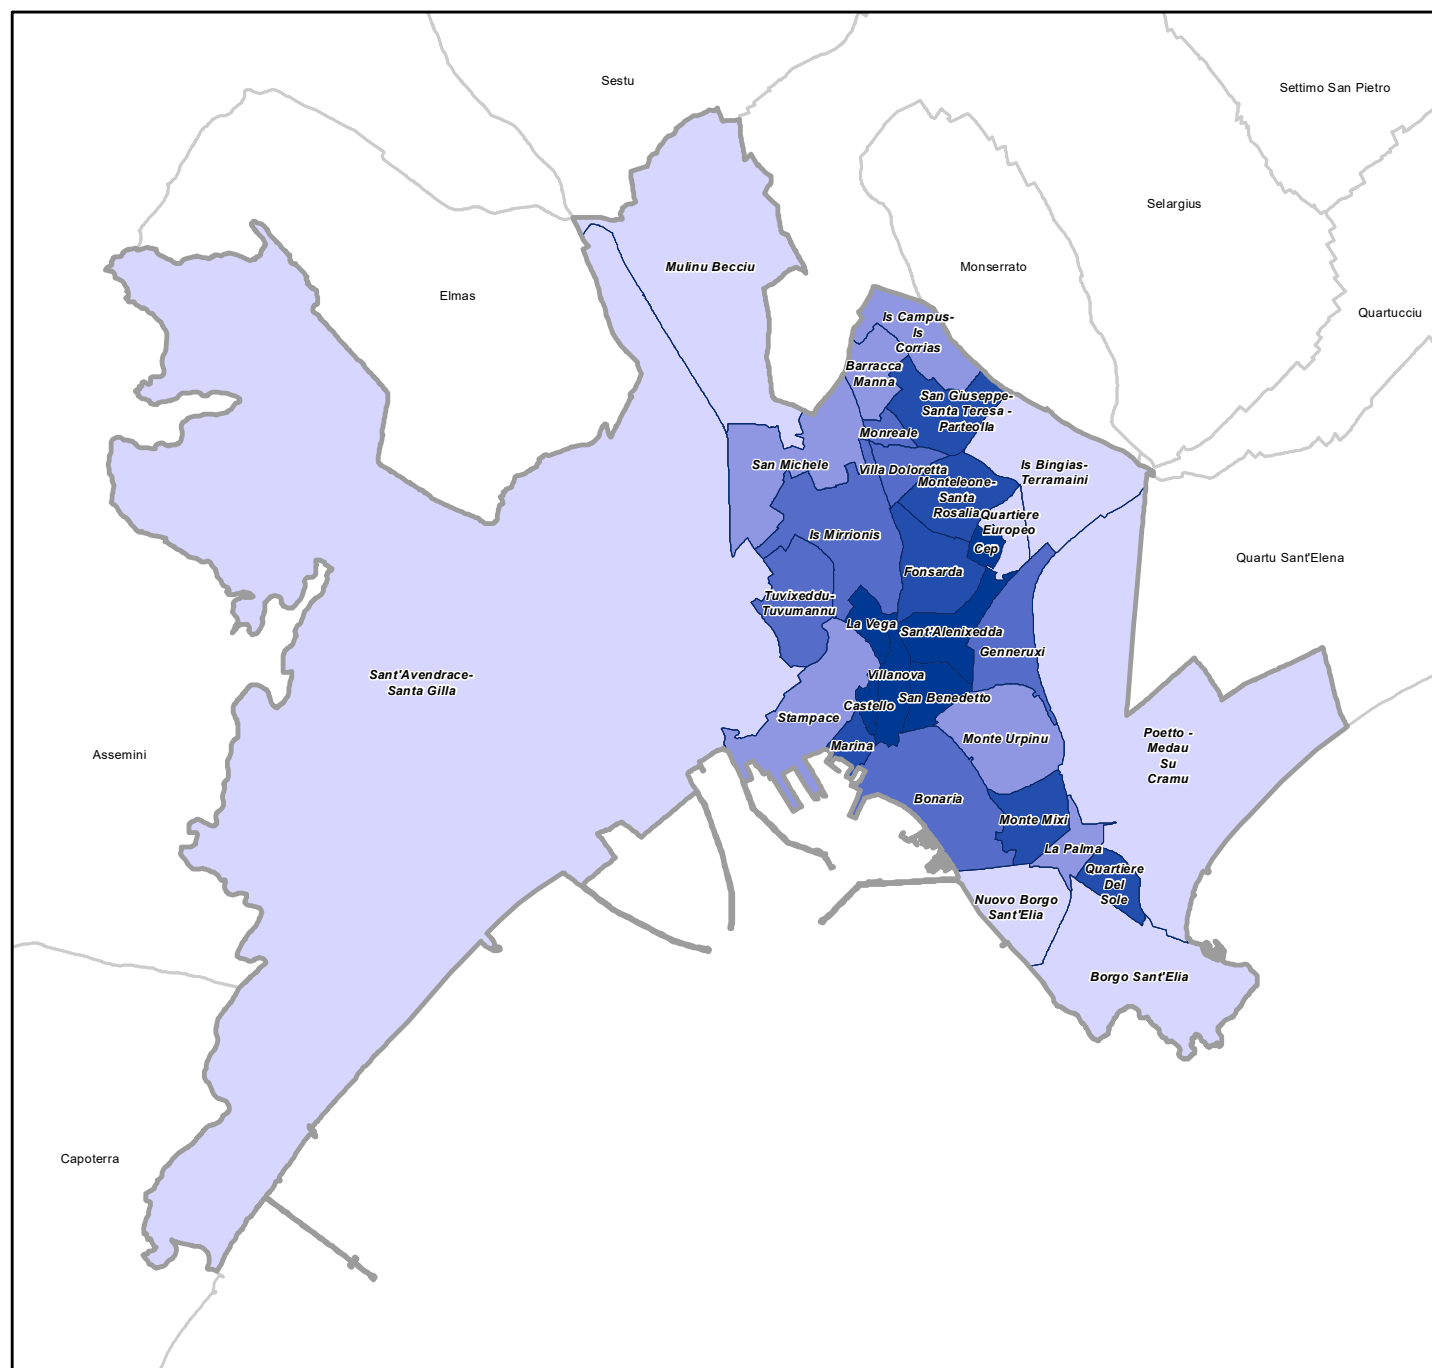 Sestu
Settimo San Pietro
Selargius
Mulinu Becciu
Monserrato
Elmas
Quartucciu
Is Campus-
Is
Corrias
Barracca
Manna
San Giuseppe-
Santa Teresa -
Parteolla
Monreale
San Michele
Villa Doloretta
Is Bingias-
Terramaini
Monteleone-
Santa
Rosalia
Quartiere
Europeo
Is Mirrionis
Cep
Quartu Sant'Elena
Fonsarda
Tuvixeddu-
Tuvumannu
La Vega
Sant'Alenixedda
Genneruxi
Sant'Avendrace-
Santa Gilla
Villanova
San Benedetto
Castello
Stampace
Marina
Monte Urpinu
Assemini
Poetto -
Medau
Su
Cramu
Bonaria
Monte Mixi
La Palma
Quartiere
Del
Sole
Nuovo Borgo
Sant'Elia
Borgo Sant'Elia
Capoterra